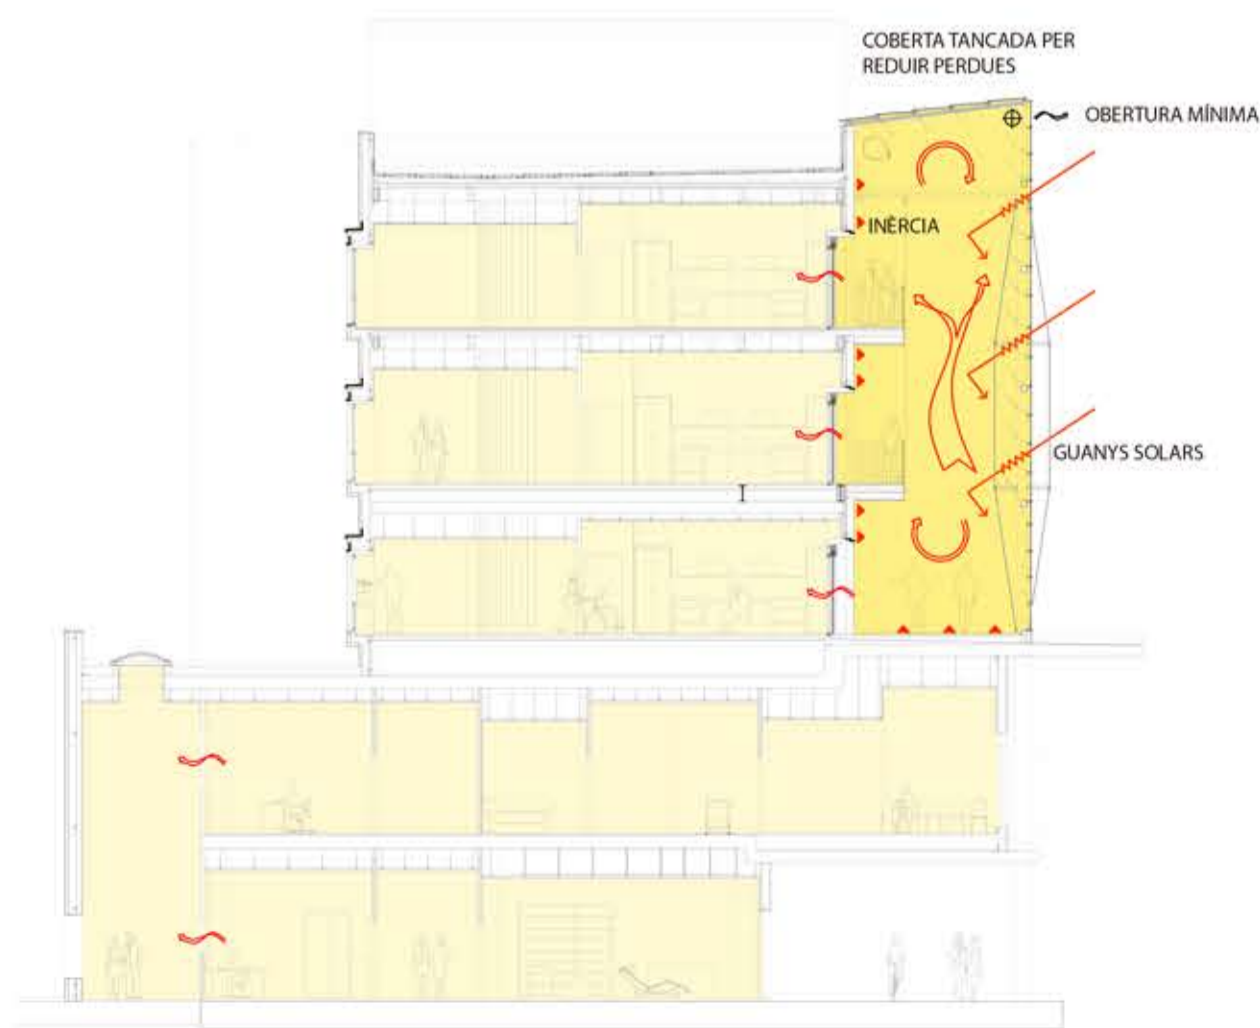 COBERTA TANCADA PER
REDUIR PERDUES
OBERTURA MÍNIMA
INÈRCIA
GUANYS SOLARS